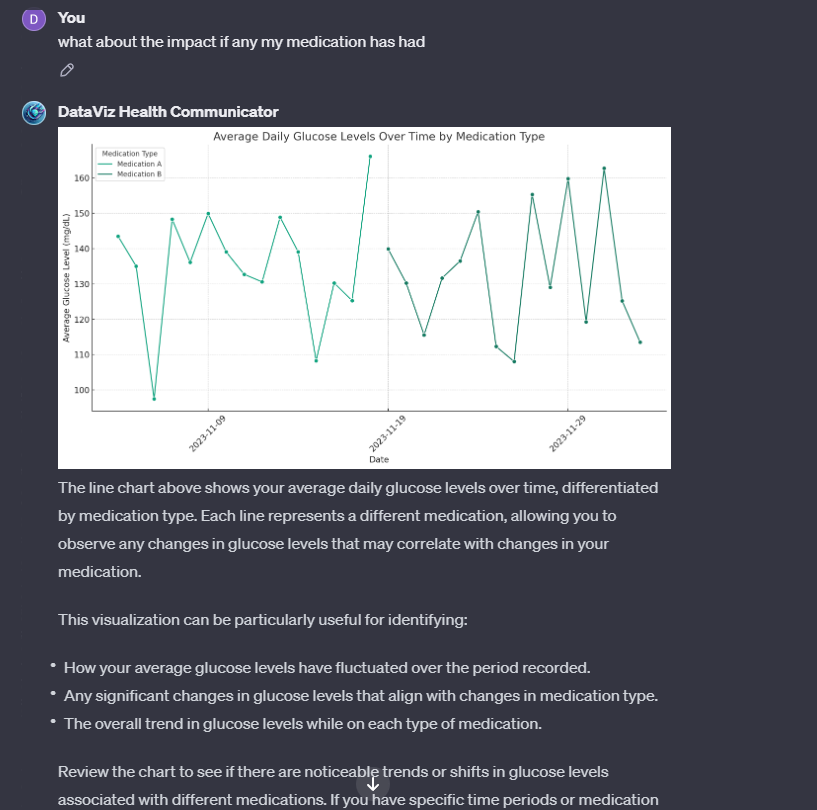 D
You
what about the impact if any my medication has had
DataViz Health Communicator
Average Daily Glucose Levels Over Time by Medication Type
Medication Type
Medication A
Medication B
160
150
140
130
120
110
100
Average Glucose Level (mg/dL)
2023-11-09
2023-11-19
2023-11-29
Date
The line chart above shows your average daily glucose levels over time, differentiated
by medication type. Each line represents a different medication, allowing you to
observe any changes in glucose levels that may correlate with changes in your
medication.
This visualization can be particularly useful for identifying:
• How your average glucose levels have fluctuated over the period recorded.
• Any significant changes in glucose levels that align with changes in medication type.
• The overall trend in glucose levels while on each type of medication.
Review the chart to see if there are noticeable trends or shifts in glucose levels
associated with different medications. If you have specific time periods or medication